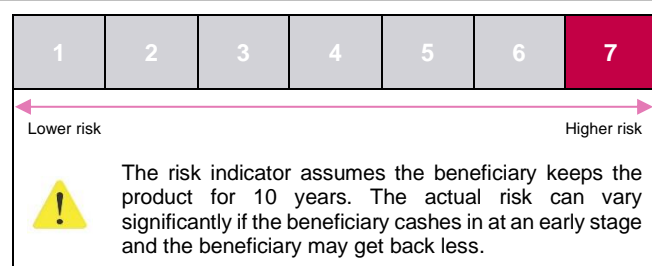 1 2 3 4 5 6 7
Lower risk Higher risk
The risk indicator assumes the beneficiary keeps the
product for 10 years. The actual risk can vary
significantly if the beneficiary cashes in at an early stage
and the beneficiary may get back less.